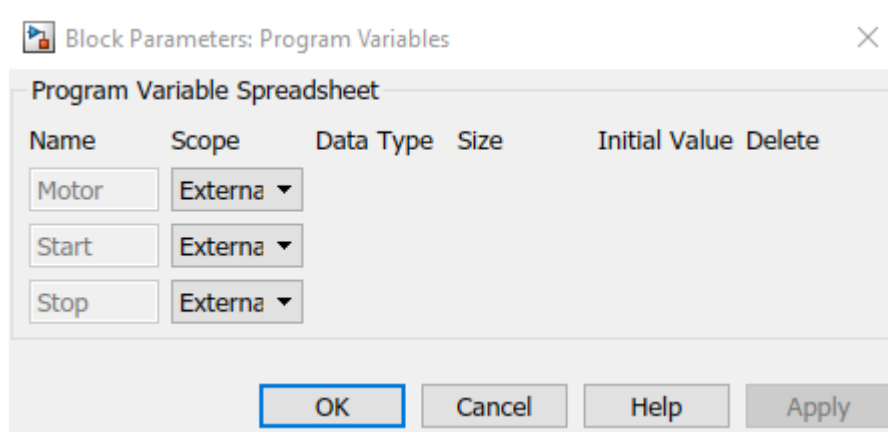 Block Parameters: Program Variables
Program Variable Spreadsheet
Name Scope Data Type Size Initial Value Delete
Motor Externa
Start Externa
Stop Externa
OK Cancel Help Apply